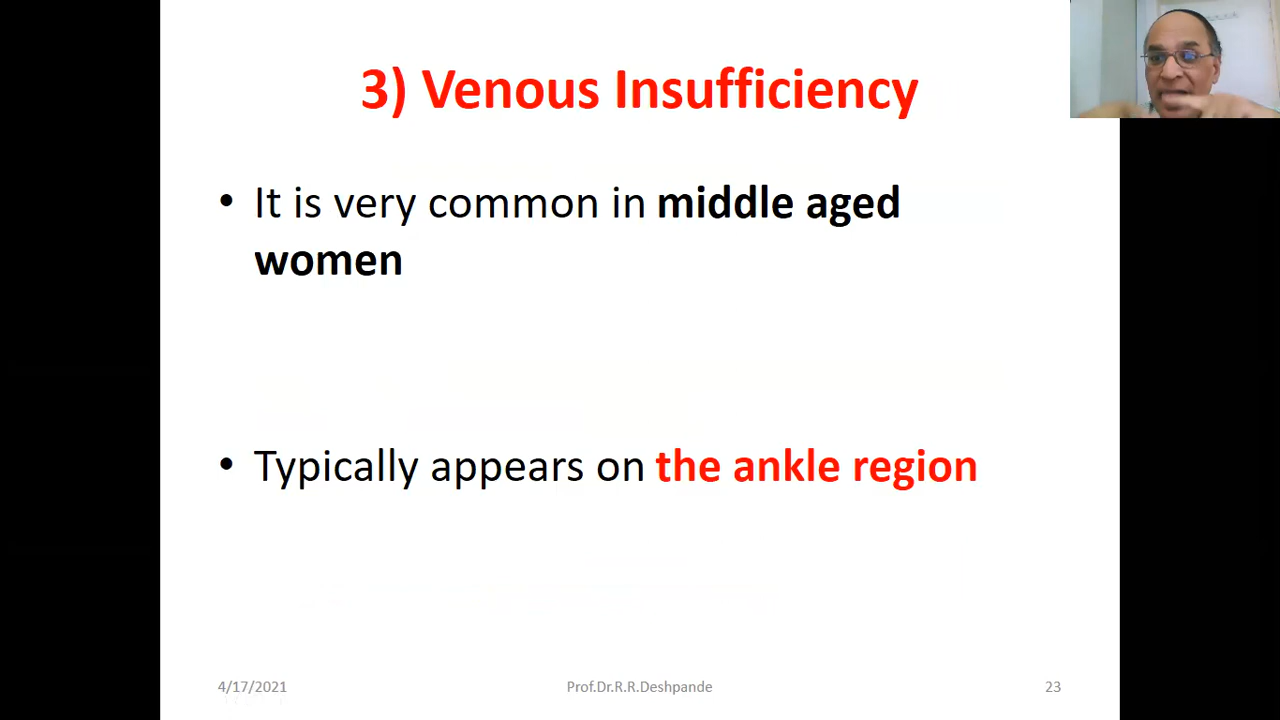 3) Venous Insufficiency
• It is very common in middle aged
women
• Typically appears on the ankle region
4/17/2021
Prof.Dr.R.R.Deshpande
23